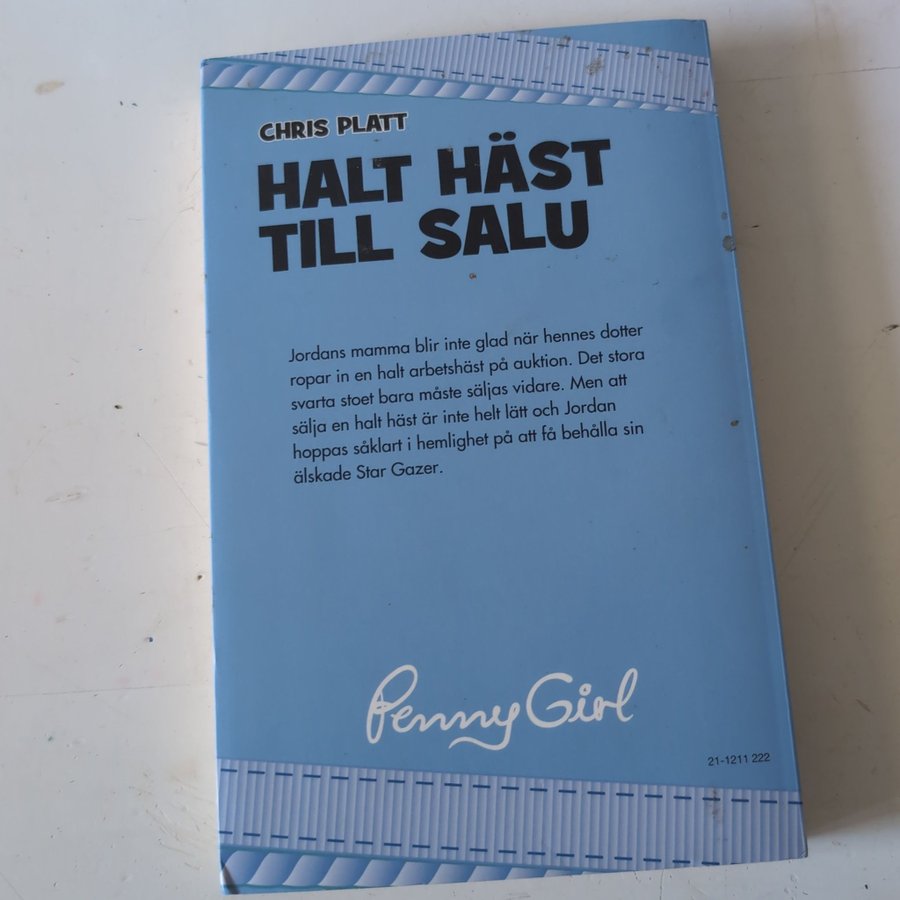 CHRIS PLATT
HALT HÄST
TILL SALU
Jordans mamma blir inte glad när hennes dotter
ropar in en halt arbetshäst på auktion. Det stora
svarta stoet bara måste säljas vidare. Men att
sälja en halt häst är inte helt lätt och Jordan
hoppas såklart i hemlighet på att få behålla sin
älskade Star Gazer.
Penny Girl
21-1211 222